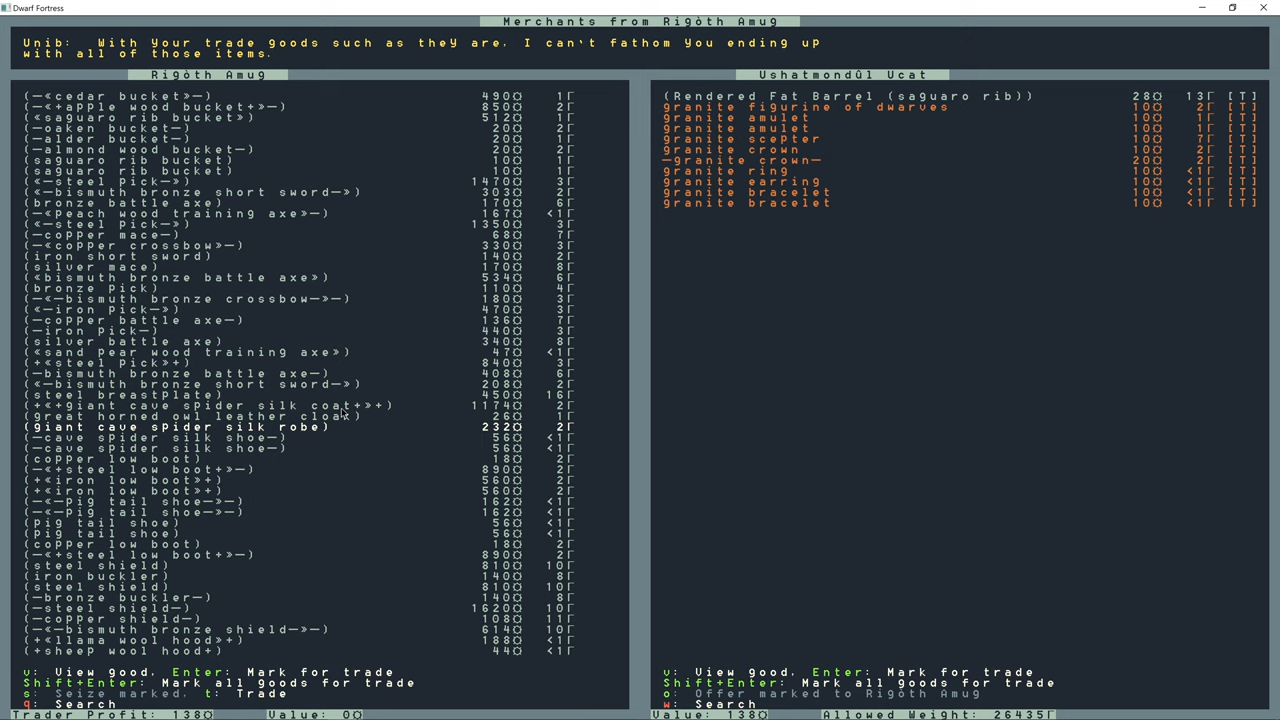 Dwarf Fortress
Merchants from Rigòth Amug
Unib: With your trade goods such as they are, I can't fathom you ending up
with all of those items.
Rigòth Amug
(—«cedar bucket»—) 490☼ 1Γ
(—«+apple wood bucket+»—) 850☼ 2Γ
(«saguaro rib bucket») 512☼ 1Γ
(—oaken bucket—) 20☼ 2Γ
(—alder bucket—) 20☼ 1Γ
(—almond wood bucket—) 20☼ 2Γ
(saguaro rib bucket) 10☼ 1Γ
(saguaro rib bucket) 10☼ 1Γ
(«—steel pick—») 1470☼ 3Γ
(«—bismuth bronze short sword—») 303☼ 2Γ
(bronze battle axe) 170☼ 6Γ
(—«peach wood training axe»—) 167☼ <1Γ
(«—steel pick—») 1350☼ 3Γ
(—copper mace—) 68☼ 7Γ
(—«copper crossbow»—) 330☼ 3Γ
(iron short sword) 140☼ 2Γ
(silver mace) 170☼ 8Γ
(«bismuth bronze battle axe») 534☼ 6Γ
(bronze pick) 110☼ 4Γ
(—«—bismuth bronze crossbow—»—) 180☼ 3Γ
(«—iron pick—») 470☼ 3Γ
(—copper battle axe—) 136☼ 7Γ
(—iron pick—) 440☼ 3Γ
(silver battle axe) 340☼ 8Γ
(«sand pear wood training axe») 47☼ <1Γ
(+«steel pick»+) 840☼ 3Γ
(—bismuth bronze battle axe—) 408☼ 6Γ
(«—bismuth bronze short sword—») 208☼ 2Γ
(steel breastplate) 450☼ 16Γ
(+«+giant cave spider silk coat+»+) 1174☼ 2Γ
(great horned owl leather cloak) 26☼ 1Γ
(giant cave spider silk robe) 232☼ 2Γ
(—cave spider silk shoe—) 56☼ <1Γ
(—cave spider silk shoe—) 56☼ <1Γ
(copper low boot) 18☼ 2Γ
(—«+steel low boot+»—) 890☼ 2Γ
(+«iron low boot»+) 560☼ 2Γ
(+«iron low boot»+) 560☼ 2Γ
(—«—pig tail shoe—»—) 162☼ <1Γ
(—«—pig tail shoe—»—) 162☼ <1Γ
(pig tail shoe) 56☼ <1Γ
(pig tail shoe) 56☼ <1Γ
(copper low boot) 18☼ 2Γ
(—«+steel low boot+»—) 890☼ 2Γ
(steel shield) 810☼ 10Γ
(iron buckler) 140☼ 8Γ
(steel shield) 810☼ 10Γ
(—bronze buckler—) 140☼ 8Γ
(—steel shield—) 1620☼ 10Γ
(—copper shield—) 108☼ 11Γ
(—«—bismuth bronze shield—»—) 614☼ 10Γ
(+«llama wool hood»+) 188☼ <1Γ
(+sheep wool hood+) 44☼ <1Γ
v: View good, Enter: Mark for trade
Shift+Enter: Mark all goods for trade
s: Seize marked, t: Trade
q: Search
Trader Profit: 138☼ Value: 0☼
Ushatmondûl Ucat
(Rendered Fat Barrel (saguaro rib)) 28☼ 13Γ [T]
granite figurine of dwarves 10☼ 2Γ [T]
granite amulet 10☼ 1Γ [T]
granite amulet 10☼ 1Γ [T]
granite scepter 10☼ 7Γ [T]
granite crown 10☼ 2Γ [T]
—granite crown— 20☼ 2Γ [T]
granite ring 10☼ <1Γ [T]
granite earring 10☼ <1Γ [T]
granite bracelet 10☼ <1Γ [T]
granite bracelet 10☼ <1Γ [T]
v: View good, Enter: Mark for trade
Shift+Enter: Mark all goods for trade
o: Offer marked to Rigòth Amug
w: Search
Value: 138☼ Allowed Weight: 26435Γ